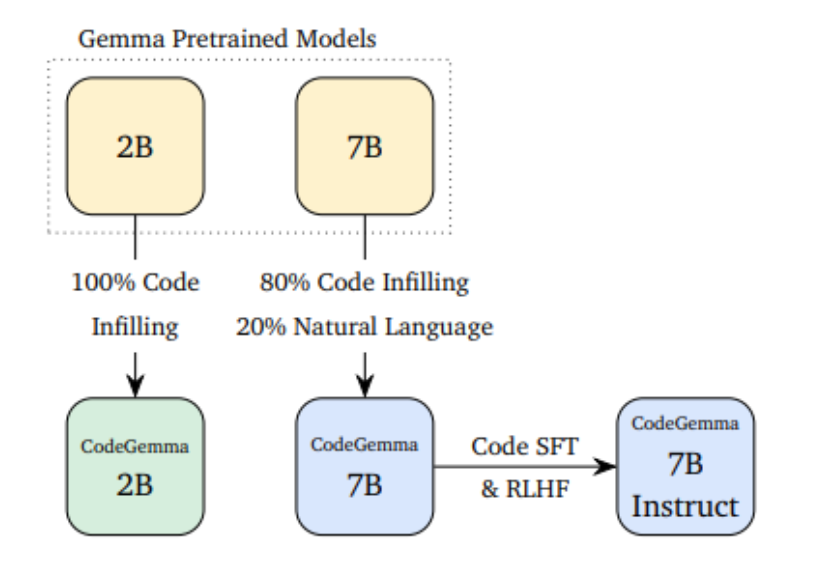 Gemma Pretrained Models
2B
7B
100% Code
Infilling
80% Code Infilling
20% Natural Language
CodeGemma
2B
CodeGemma
7B
Code SFT
& RLHF
CodeGemma
7B
Instruct